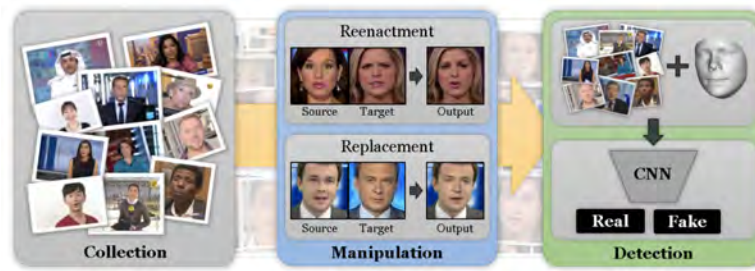 Collection
Reenactment
Source Target Output
Replacement
Source Target Output
Manipulation
CNN
Real Fake
Detection